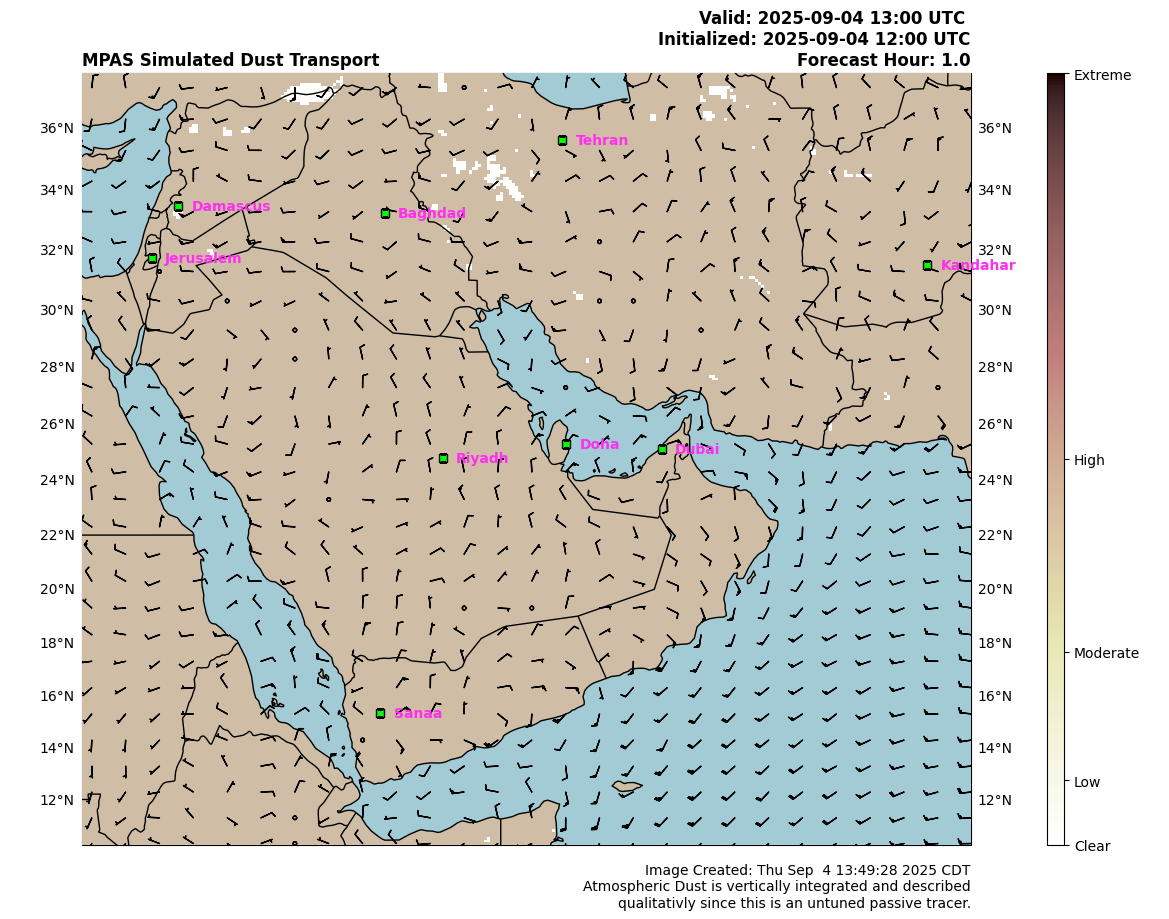 Valid: 2025-09-04 13:00 UTC
Initialized: 2025-09-04 12:00 UTC
MPAS Simulated Dust Transport
Forecast Hour: 1.0
Extreme
36°N
Tehran
36°N
34°N
Damascus
Baghdad
34°N
32°N
Jerusalem
32°N
Kandahar
30°N
30°N
28°N
28°N
26°N
Doha
Dubai
26°N
Riyadh
High
24°N
24°N
22°N
22°N
20°N
20°N
18°N
18°N
Moderate
16°N
16°N
Sanaa
14°N
14°N
12°N
12°N
Low
Clear
Image Created: Thu Sep  4 13:49:28 2025 CDT
Atmospheric Dust is vertically integrated and described
qualitativly since this is an untuned passive tracer.